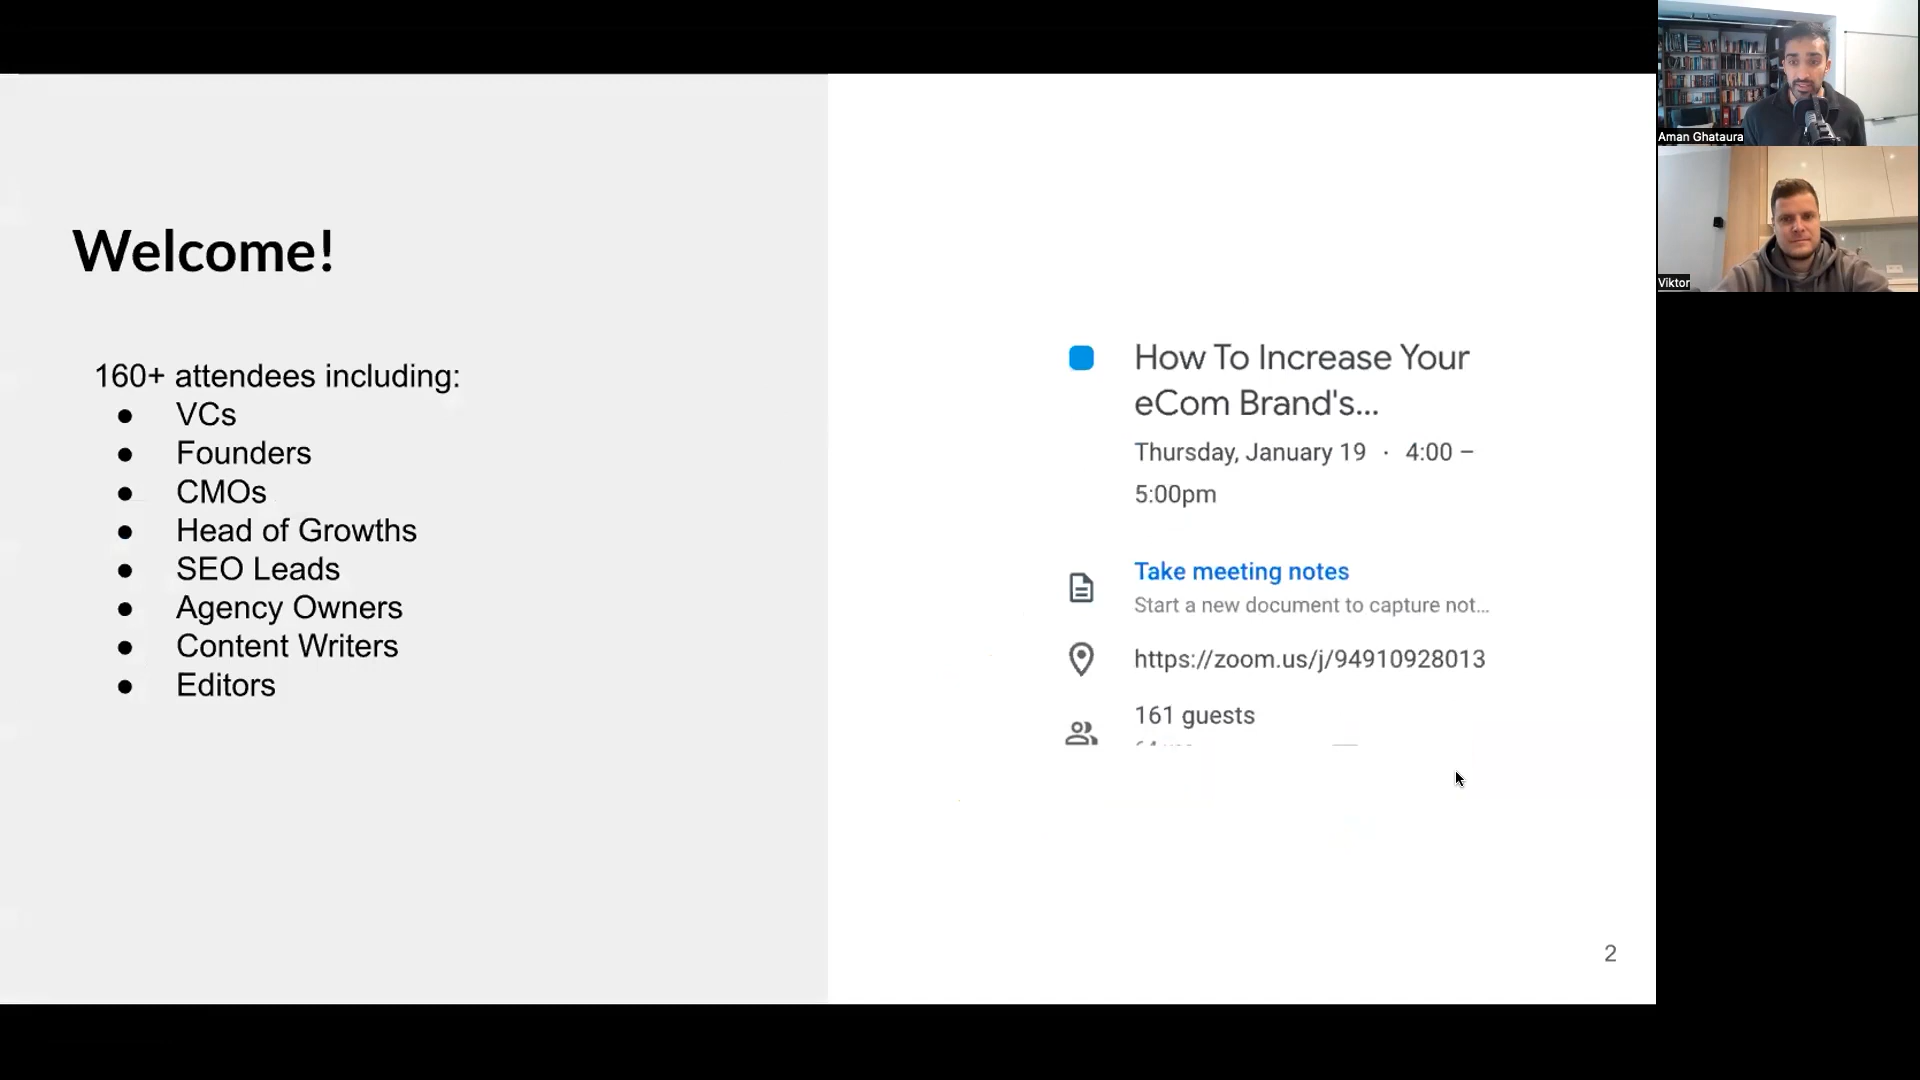 Welcome!
160+ attendees including:
● VCs
● Founders
● CMOs
● Head of Growths
● SEO Leads
● Agency Owners
● Content Writers
● Editors
How To Increase Your
eCom Brand's...
Thursday, January 19 · 4:00 –
5:00pm
Take meeting notes
Start a new document to capture not...
https://zoom.us/j/94910928013
161 guests
2
Aman Ghataura
Viktor